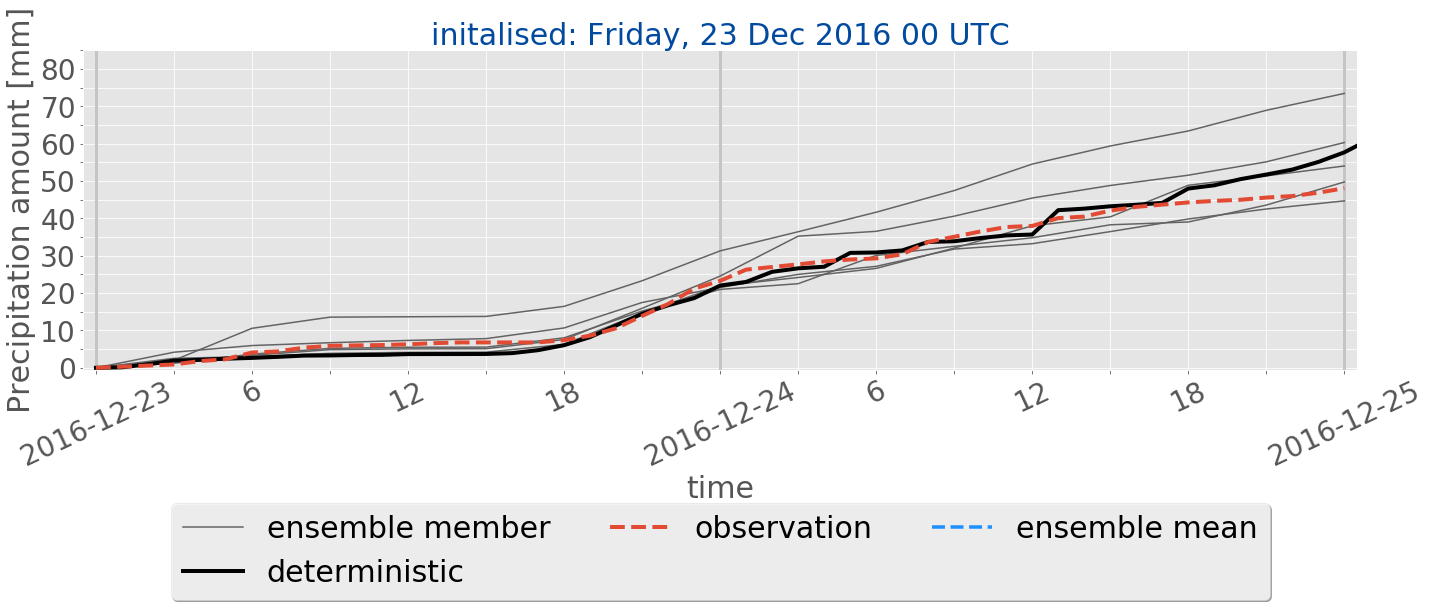 initalised: Friday, 23 Dec 2016 00 UTC
Precipitation amount [mm]
80
70
60
50
40
30
20
10
0
2016-12-23
6
12
18
2016-12-24
6
12
18
2016-12-25
time
ensemble member
observation
ensemble mean
deterministic